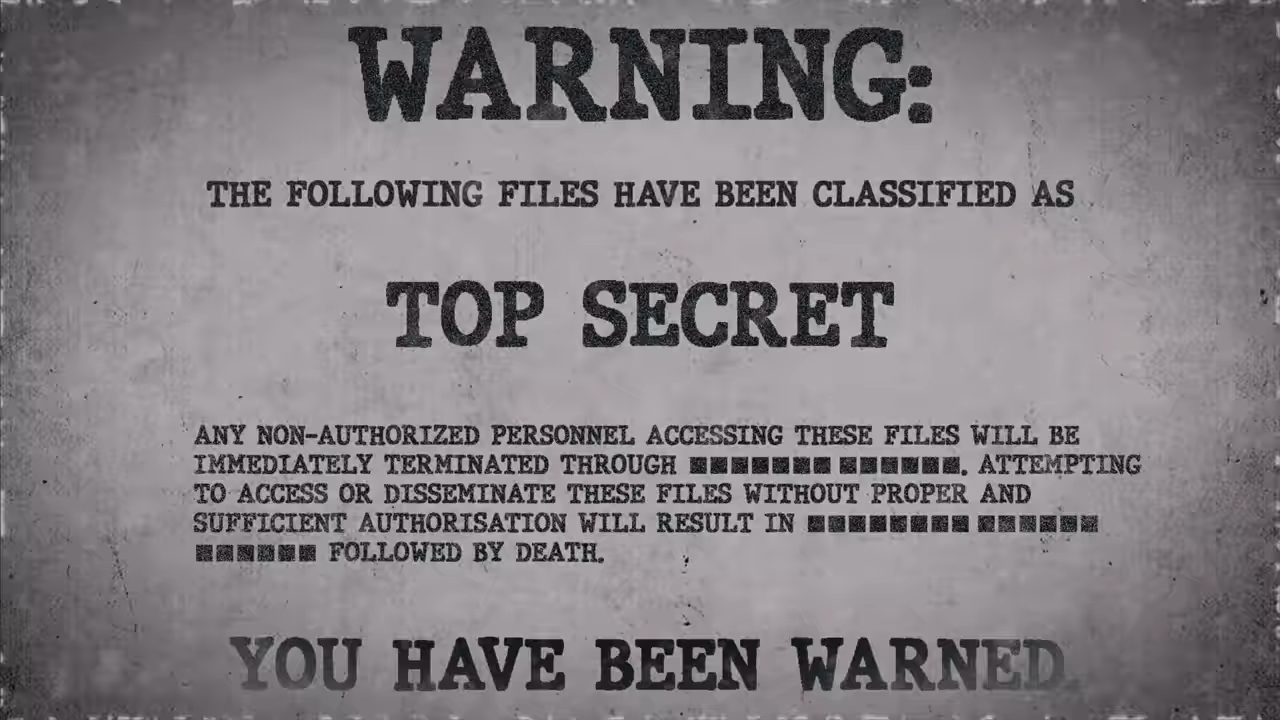 WARNING:
THE FOLLOWING FILES HAVE BEEN CLASSIFIED AS
TOP SECRET
ANY NON-AUTHORIZED PERSONNEL ACCESSING THESE FILES WILL BE
IMMEDIATELY TERMINATED THROUGH ■■■■■■■ ■■■■■■. ATTEMPTING
TO ACCESS OR DISSEMINATE THESE FILES WITHOUT PROPER AND
SUFFICIENT AUTHORISATION WILL RESULT IN ■■■■■■■■ ■■■■■■
■■■■■■ FOLLOWED BY DEATH.
YOU HAVE BEEN WARNED.